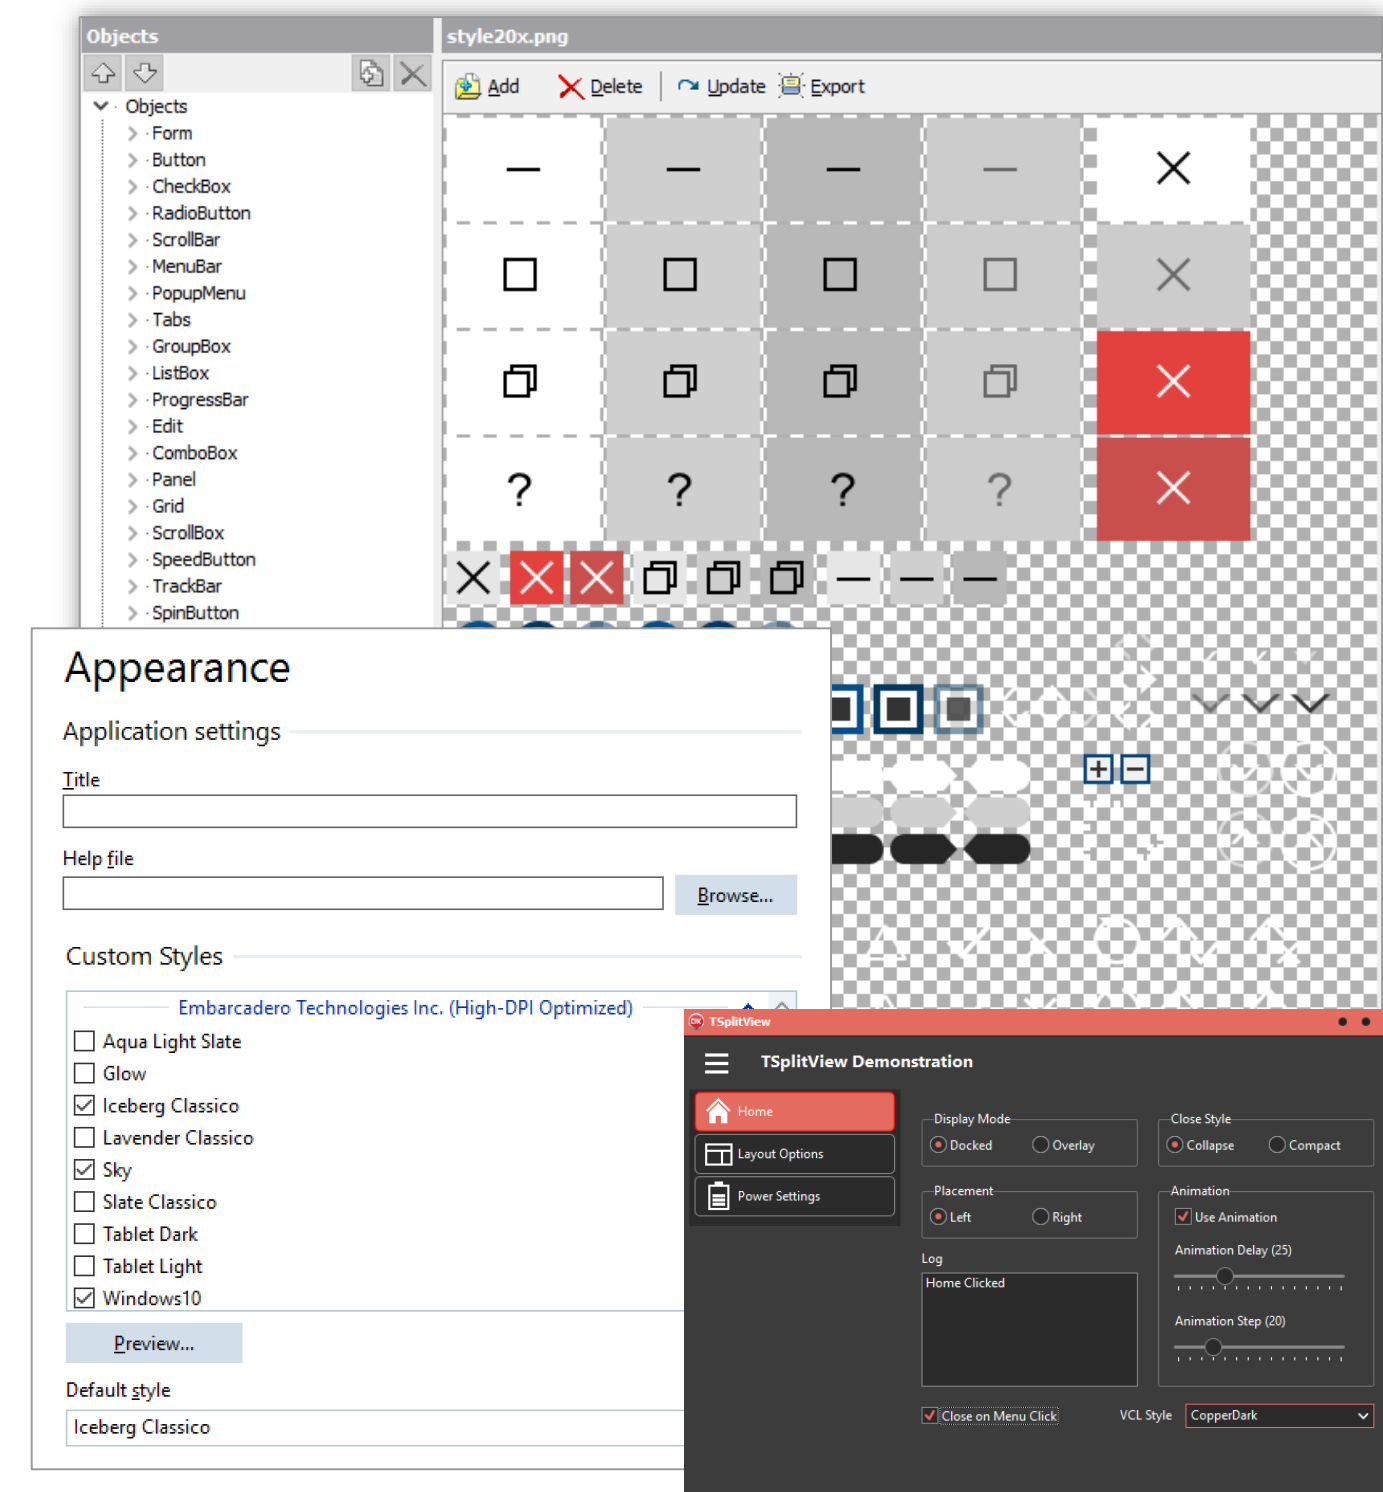 Objects
style20x.png
Add Delete Update Export
Objects
Form
Button
CheckBox
RadioButton
ScrollBar
MenuBar
PopupMenu
Tabs
GroupBox
ListBox
ProgressBar
Edit
ComboBox
Panel
Grid
ScrollBox
SpeedButton
TrackBar
SpinButton
? ? ? ?
Appearance
Application settings
Title
Help file
Browse...
Custom Styles
Embarcadero Technologies Inc. (High-DPI Optimized)
Aqua Light Slate
Glow
Iceberg Classico
Lavender Classico
Sky
Slate Classico
Tablet Dark
Tablet Light
Windows10
Preview...
Default style
Iceberg Classico
DX TSplitView
TSplitView Demonstration
Home
Layout Options
Power Settings
Display Mode
Docked Overlay
Close Style
Collapse Compact
Placement
Left Right
Animation
Use Animation
Animation Delay (25)
Animation Step (20)
Log
Home Clicked
Close on Menu Click
VCL Style CopperDark